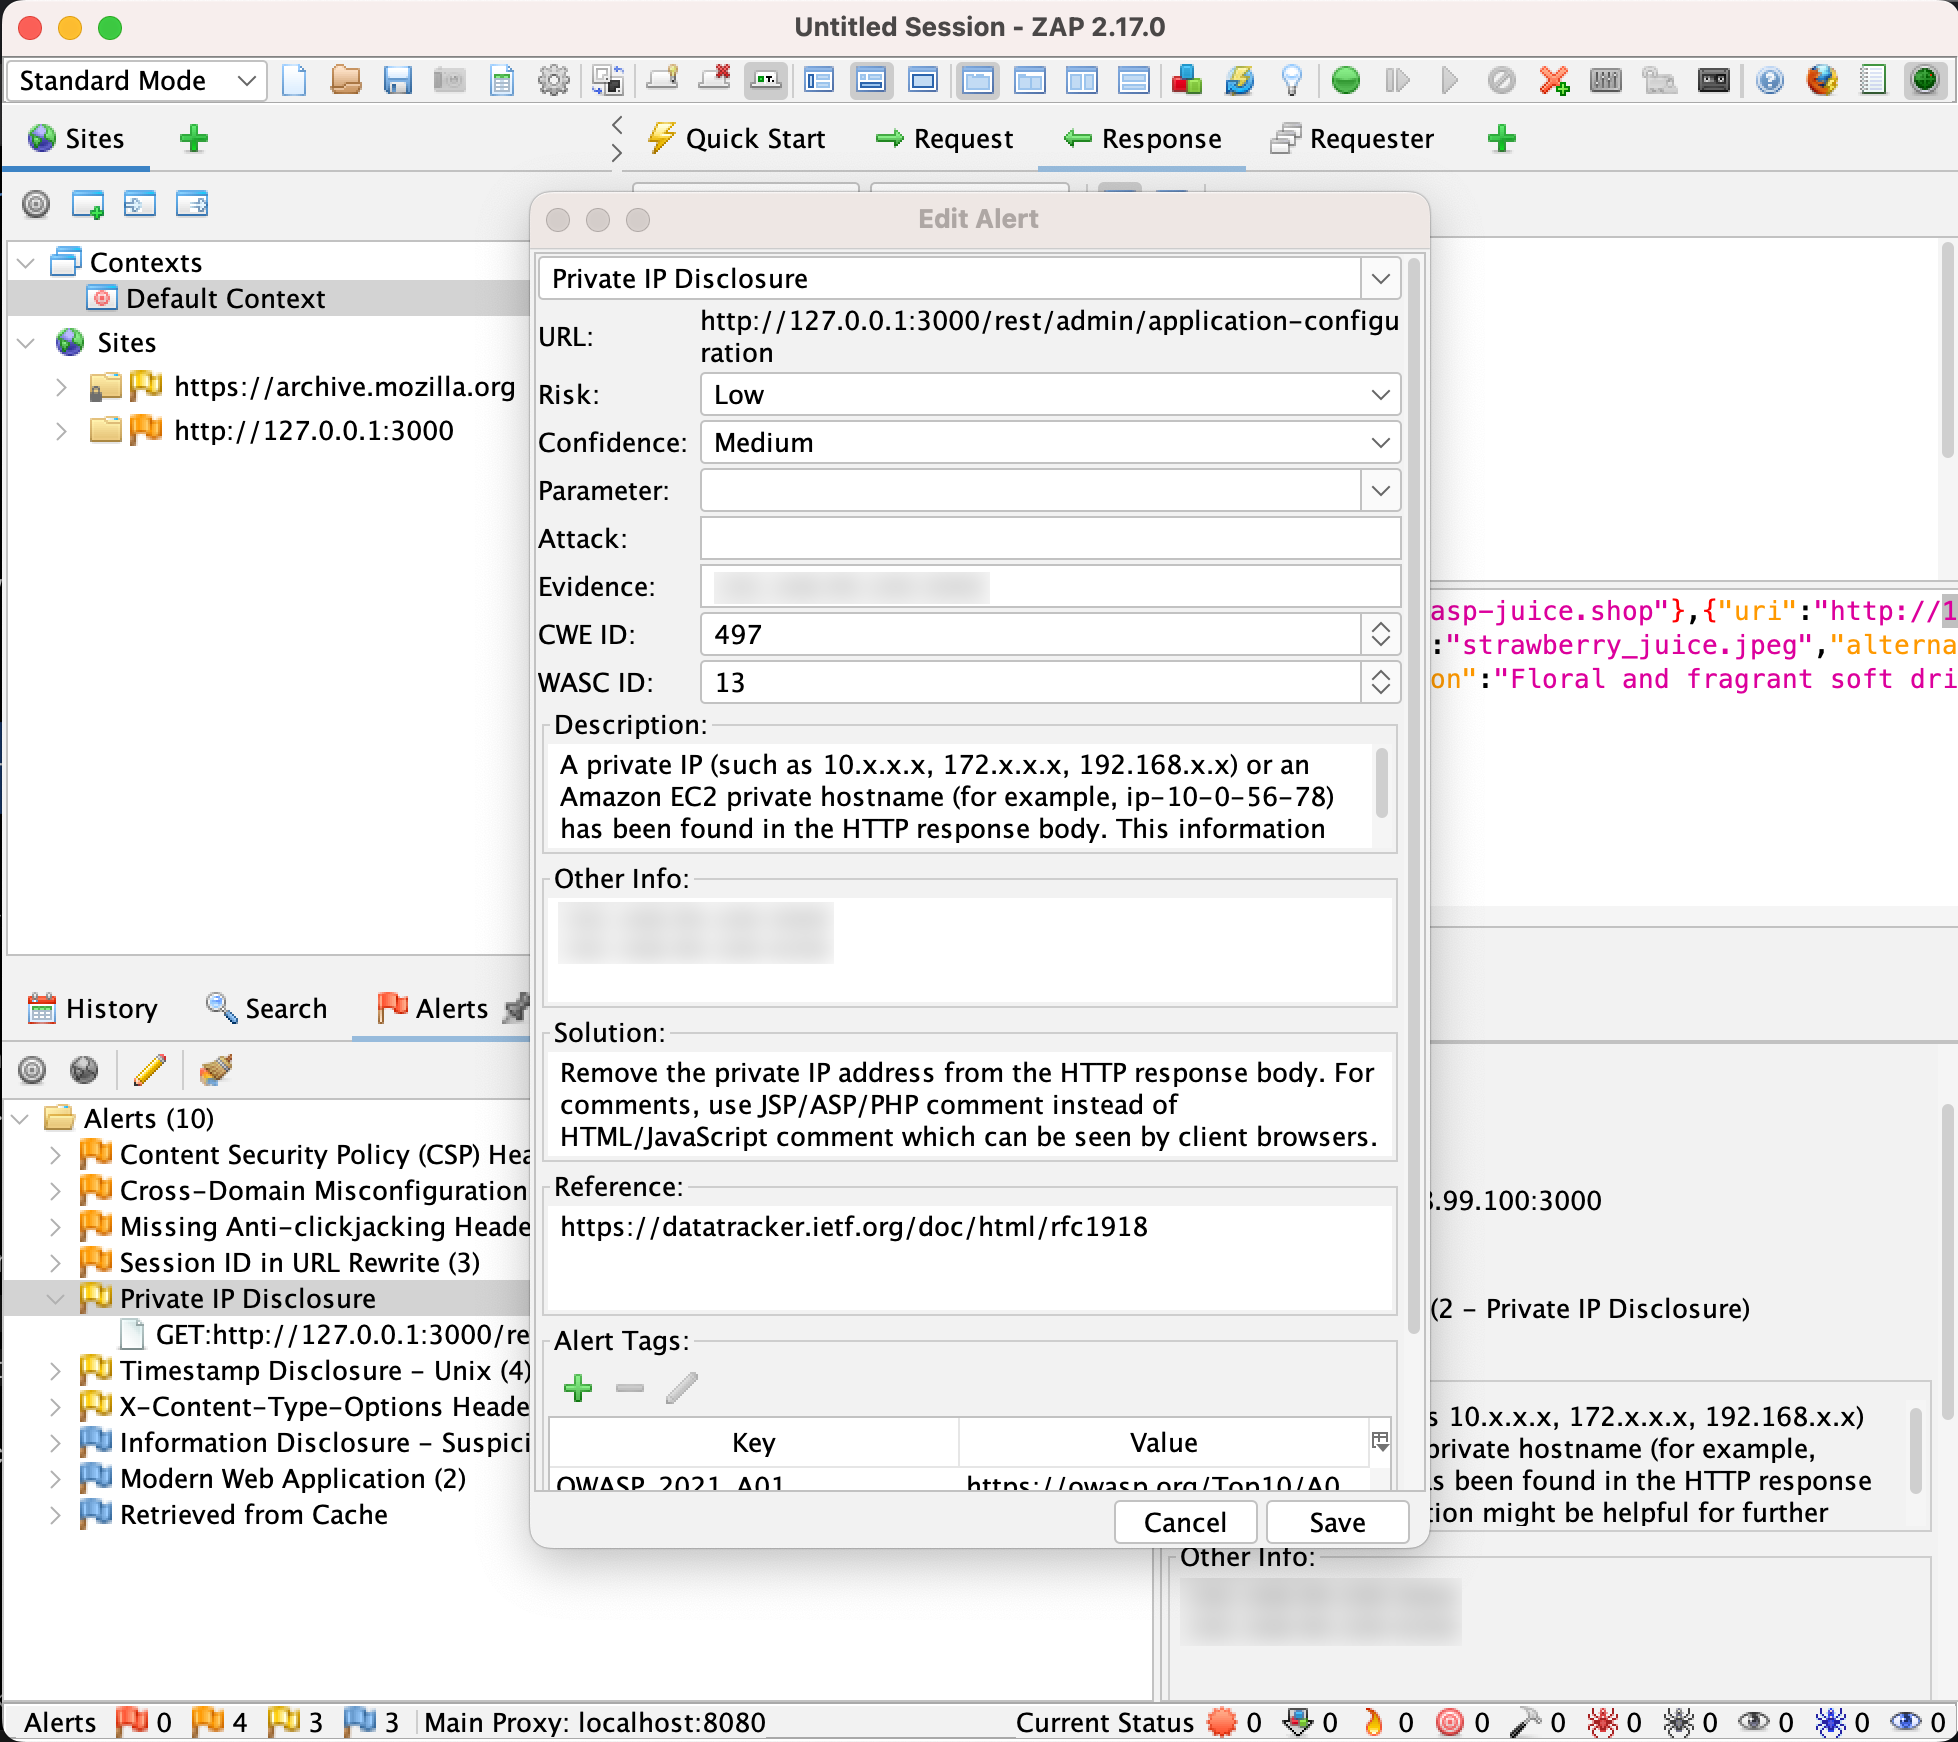 Untitled Session - ZAP 2.17.0
Standard Mode
Sites
Quick Start
Request
Response
Requester
Contexts
Default Context
Sites
https://archive.mozilla.org
http://127.0.0.1:3000
Edit Alert
Private IP Disclosure
URL:
http://127.0.0.1:3000/rest/admin/application-configu
ration
Risk:
Low
Confidence:
Medium
Parameter:
Attack:
Evidence:
CWE ID:
497
WASC ID:
13
Description:
A private IP (such as 10.x.x.x, 172.x.x.x, 192.168.x.x) or an
Amazon EC2 private hostname (for example, ip-10-0-56-78)
has been found in the HTTP response body. This information
Other Info:
Solution:
Remove the private IP address from the HTTP response body. For
comments, use JSP/ASP/PHP comment instead of
HTML/JavaScript comment which can be seen by client browsers.
Reference:
https://datatracker.ietf.org/doc/html/rfc1918
Alert Tags:
Key Value
OWASP_2021_A01 https://owasp.org/Top10/A0
Cancel
Save
asp-juice.shop"},{"uri":"http://1
:"strawberry_juice.jpeg","alterna
on":"Floral and fragrant soft dri
History
Search
Alerts
Alerts (10)
Content Security Policy (CSP) Hea
Cross-Domain Misconfiguration
Missing Anti-clickjacking Heade
Session ID in URL Rewrite (3)
Private IP Disclosure
GET:http://127.0.0.1:3000/re
Timestamp Disclosure - Unix (4)
X-Content-Type-Options Heade
Information Disclosure - Suspici
Modern Web Application (2)
Retrieved from Cache
.99.100:3000
(2 - Private IP Disclosure)
s 10.x.x.x, 172.x.x.x, 192.168.x.x)
private hostname (for example,
s been found in the HTTP response
tion might be helpful for further
Other Info:
Alerts 0 4 3 3 Main Proxy: localhost:8080
Current Status 0 0 0 0 0 0 0 0 0 0